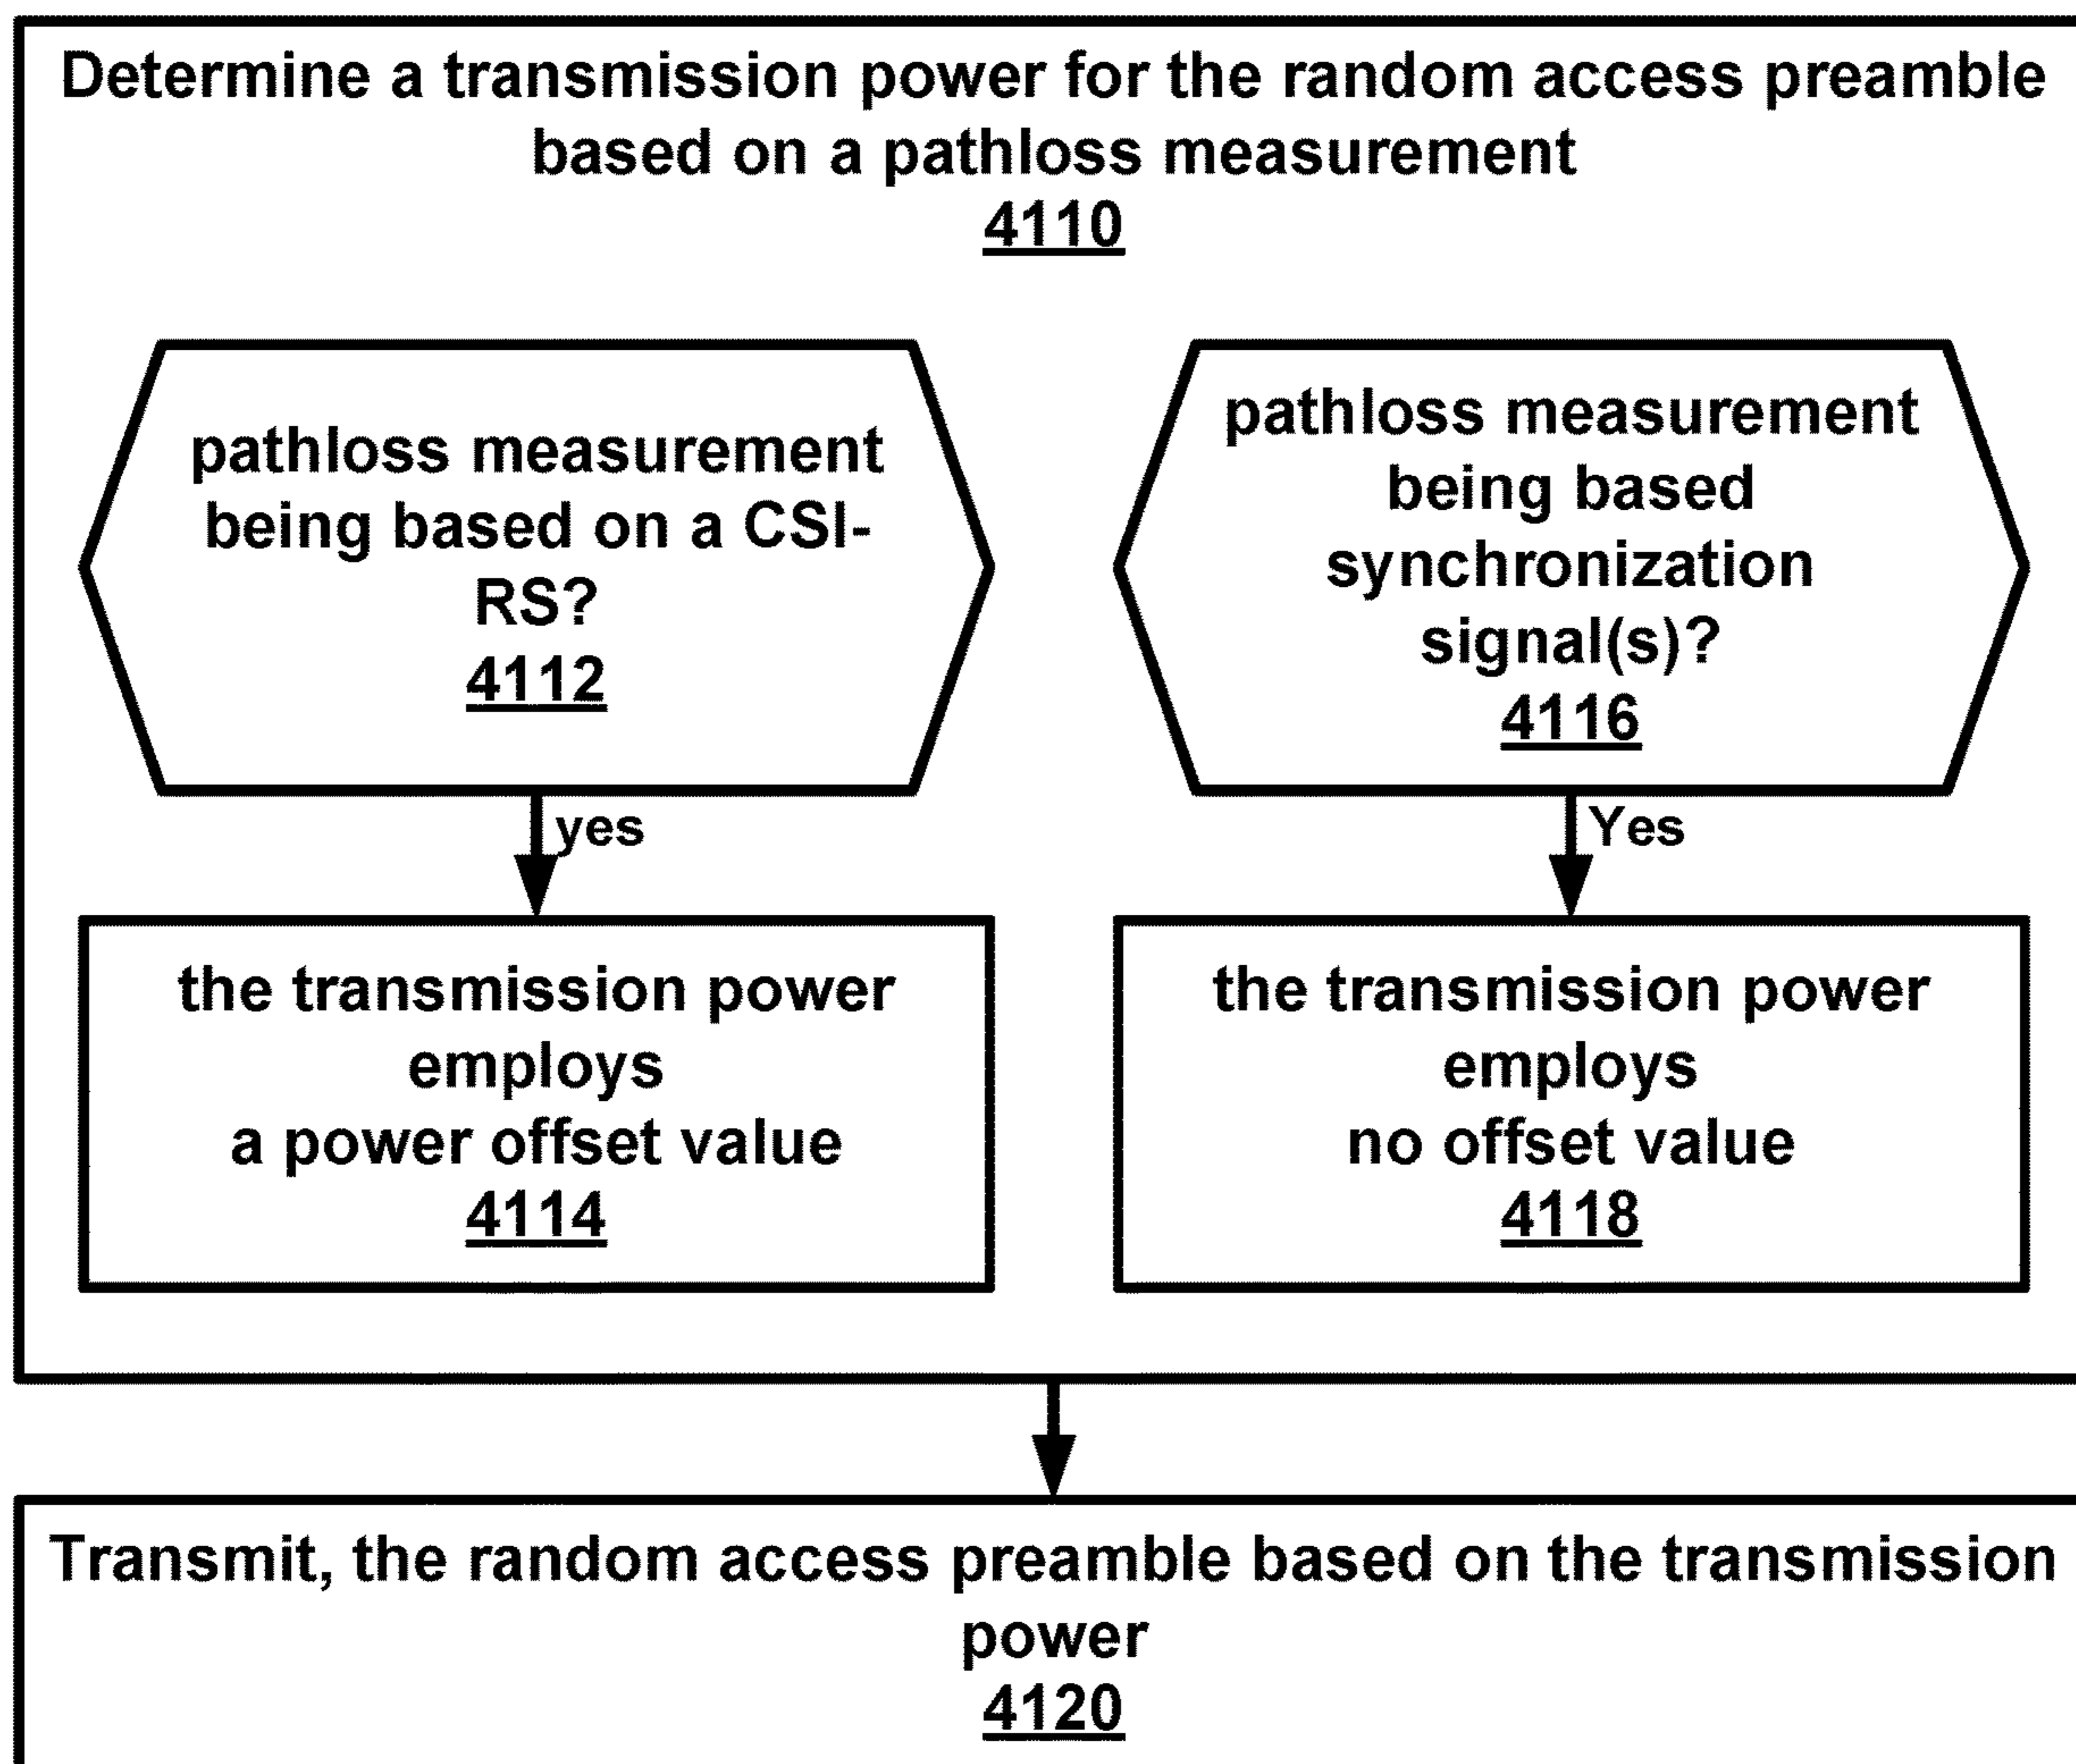 Determine a transmission power for the random access preamble
based on a pathloss measurement
4110
pathloss measurement
being based on a CSI-
RS?
4112
yes
the transmission power
employs
a power offset value
4114
pathloss measurement
being based
synchronization
signal(s)?
4116
Yes
the transmission power
employs
no offset value
4118
Transmit, the random access preamble based on the transmission
power
4120